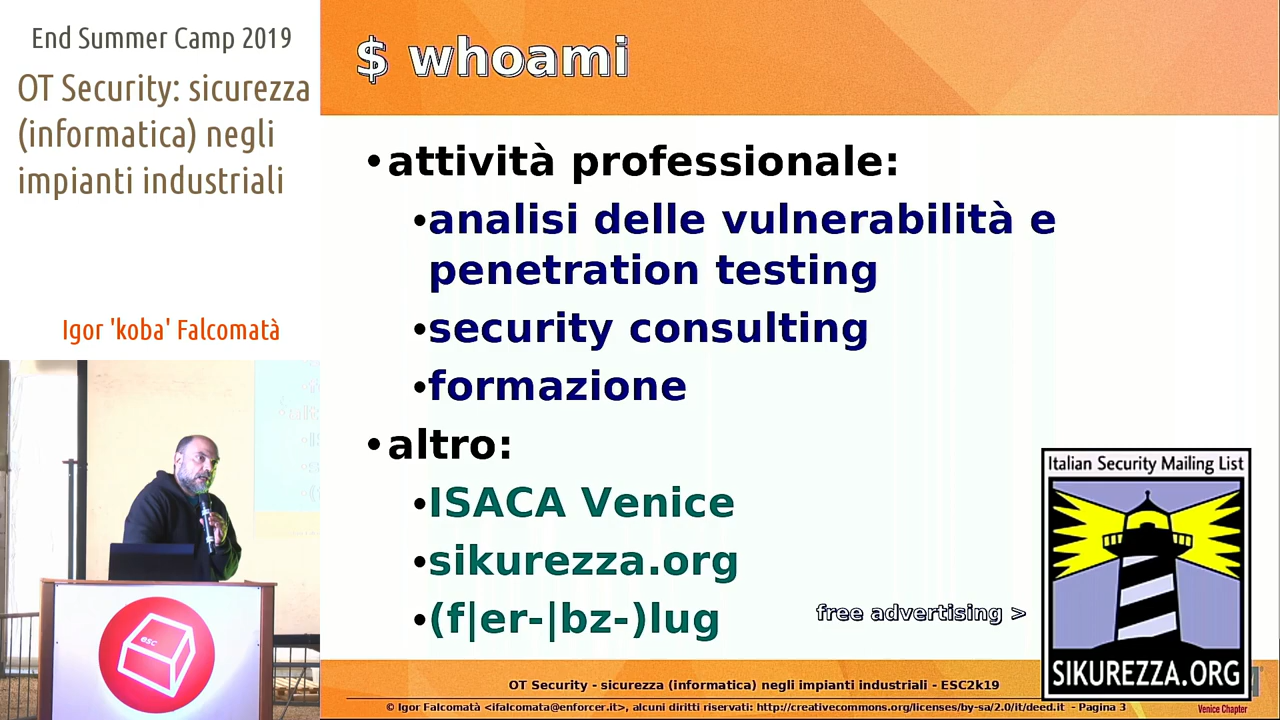 End Summer Camp 2019
OT Security: sicurezza
(informatica) negli
impianti industriali
Igor 'koba' Falcomatà
esc
$ whoami
•attività professionale:
•analisi delle vulnerabilità e
penetration testing
•security consulting
•formazione
•altro:
•ISACA Venice
•sikurezza.org
•(f|er-|bz-)lug
free advertising >
Italian Security Mailing List
SIKUREZZA.ORG
OT Security - sicurezza (informatica) negli impianti industriali - ESC2k19
© Igor Falcomatà <ifalcomata@enforcer.it>, alcuni diritti riservati: http://creativecommons.org/licenses/by-sa/2.0/it/deed.it - Pagina 3
Venice Chapter